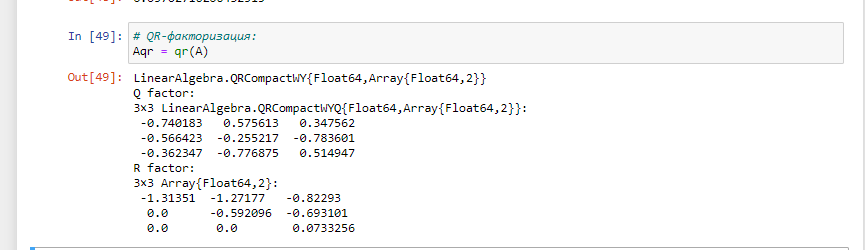 In [49]:
# QR-факторизация:
Aqr = qr(A)
Out[49]:
LinearAlgebra.QRCompactWY{Float64,Array{Float64,2}}
Q factor:
3×3 LinearAlgebra.QRCompactWYQ{Float64,Array{Float64,2}}:
-0.740183 0.575613 0.347562
-0.566423 -0.255217 -0.783601
-0.362347 -0.776875 0.514947
R factor:
3×3 Array{Float64,2}:
-1.31351 -1.27177 -0.82293
0.0 -0.592096 -0.693101
0.0 0.0 0.0733256